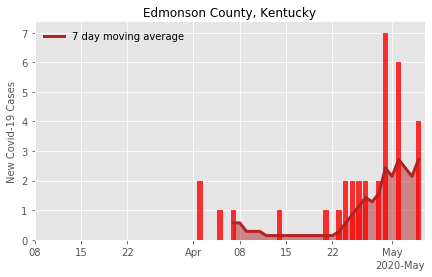 Edmonson County, Kentucky
7 day moving average
New Covid-19 Cases
7
6
5
4
3
2
1
0
08 15 22 Apr 08 15 22 May
2020-May